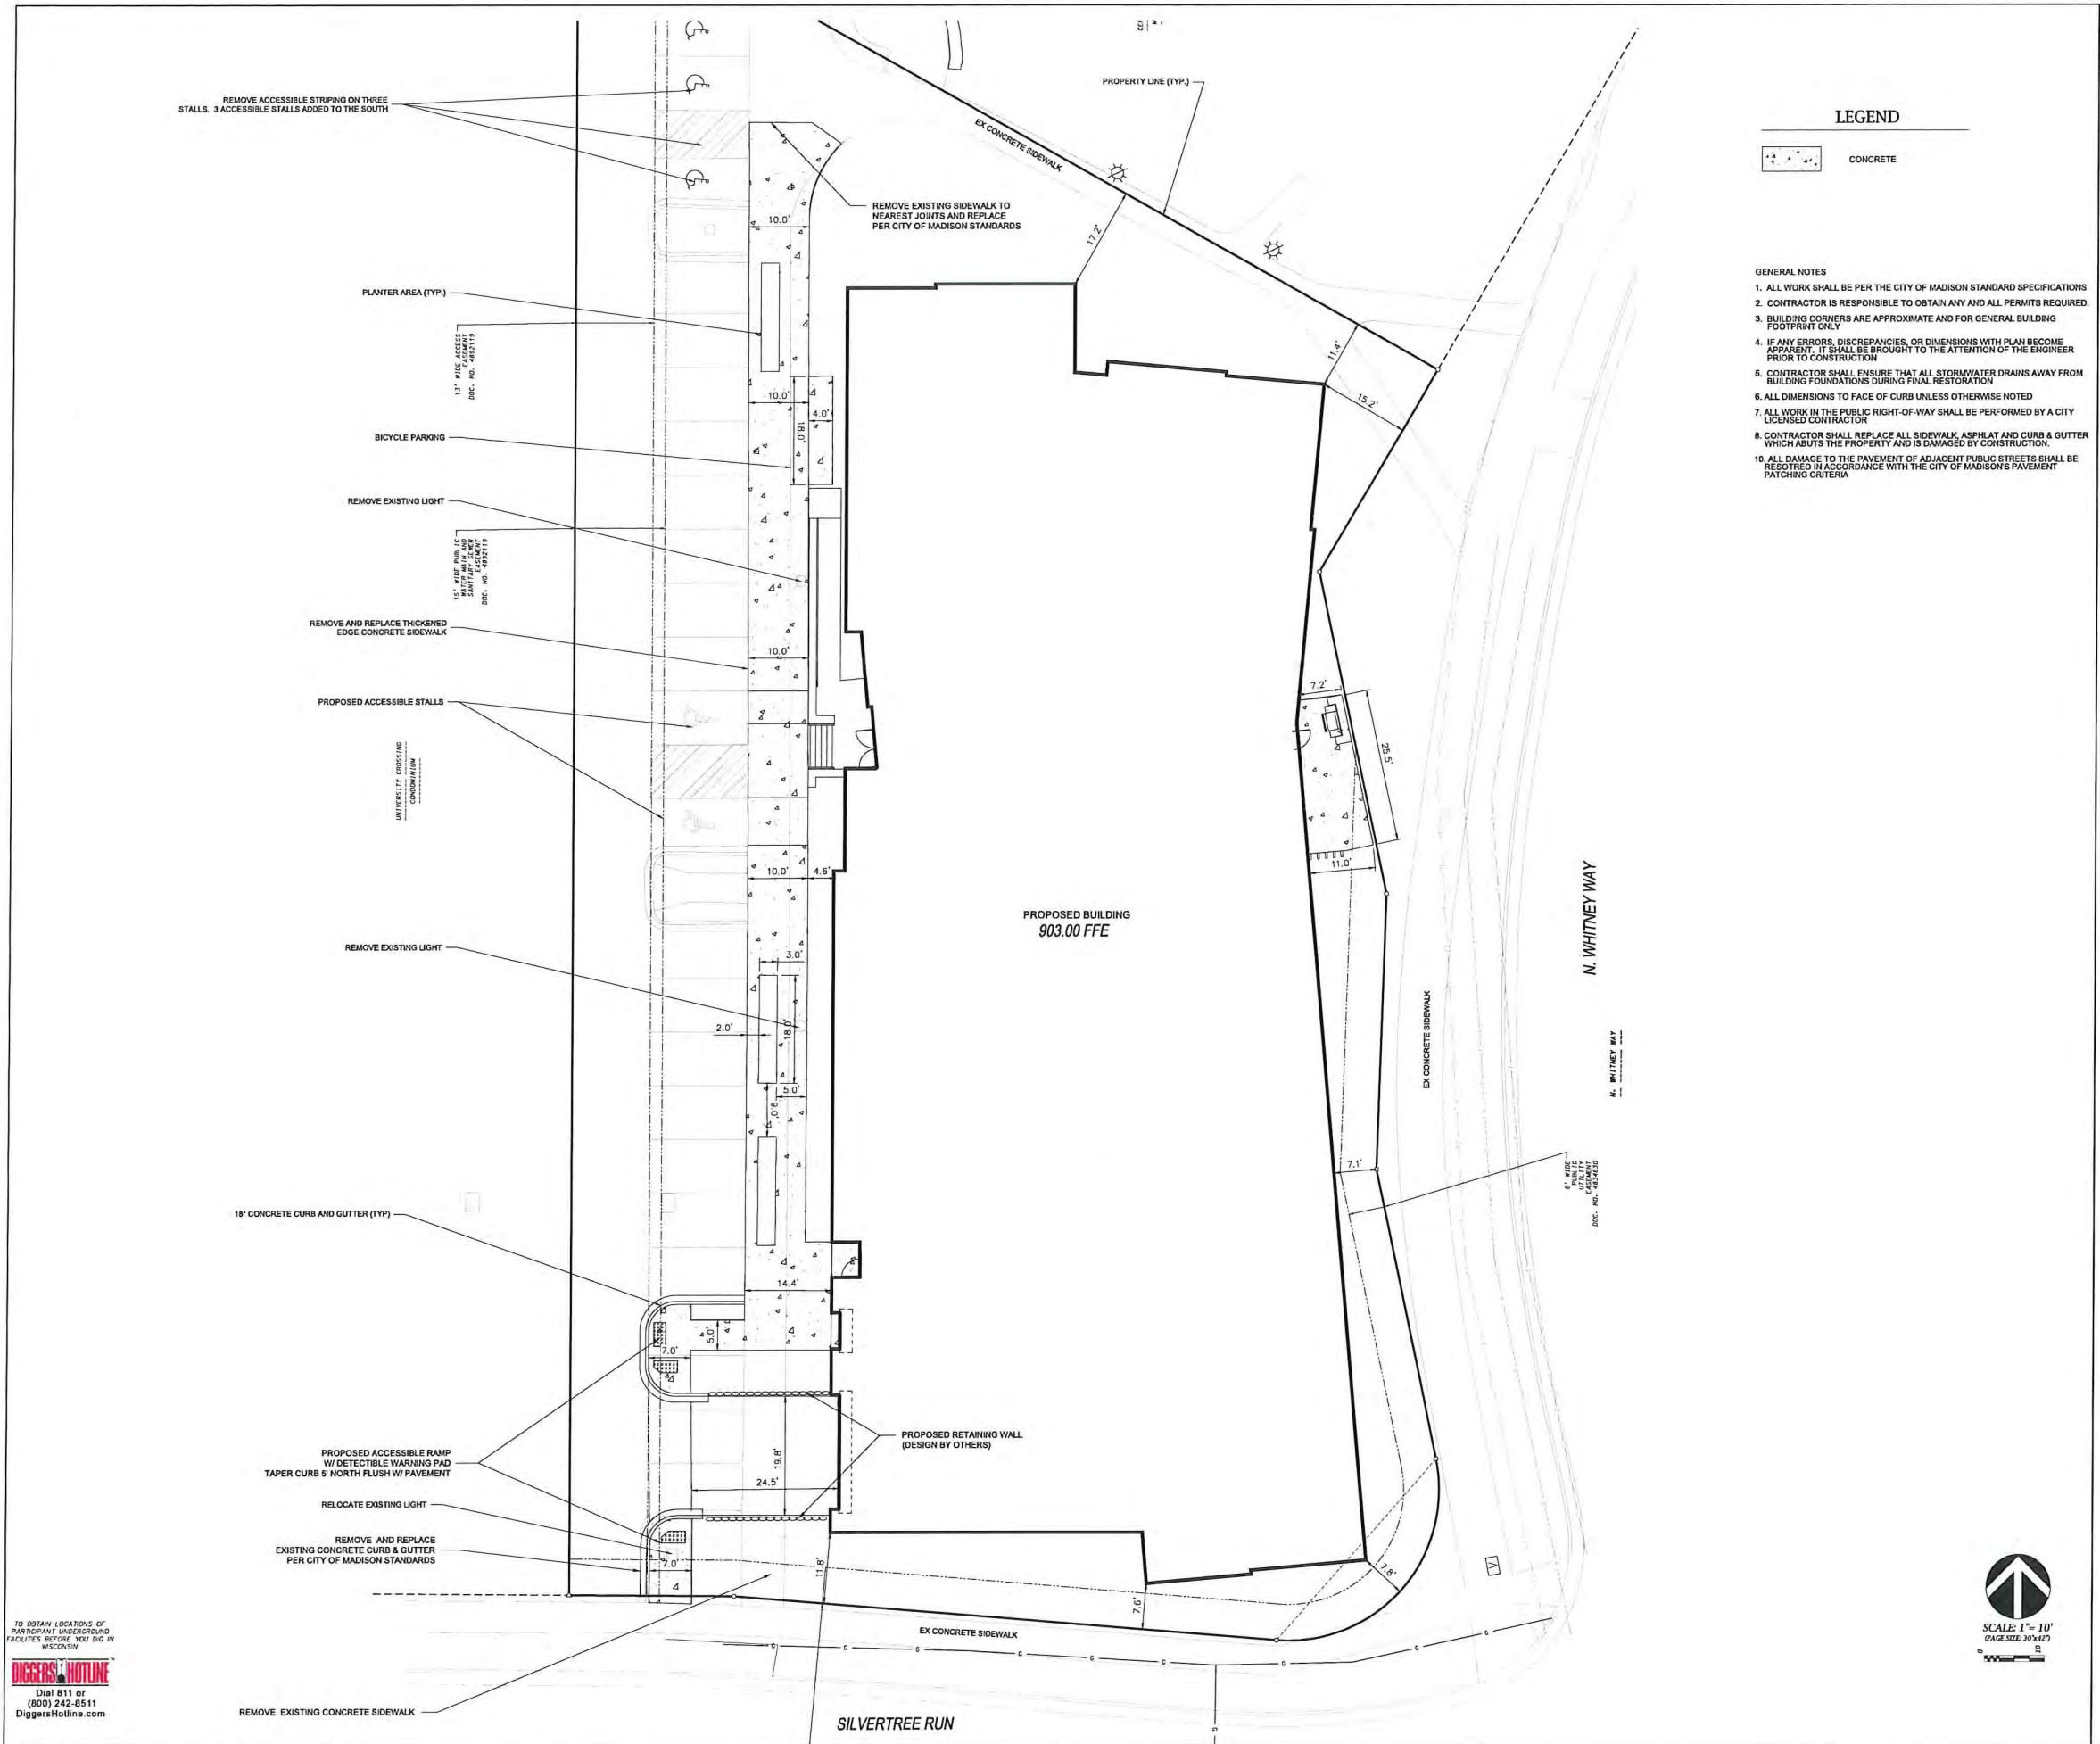 REMOVE ACCESSIBLE STRIPING ON THREE
STALLS. 3 ACCESSIBLE STALLS ADDED TO THE SOUTH
PROPERTY LINE (TYP.)
EX CONCRETE SIDEWALK
REMOVE EXISTING SIDEWALK TO
NEAREST JOINTS AND REPLACE
PER CITY OF MADISON STANDARDS
10.0'
17.2'
PLANTER AREA (TYP.)
13' WIDE ACCESS
EASEMENT
DOC. NO. 4892119
11.4'
15.2'
10.0'
4.0'
18.0'
BICYCLE PARKING
REMOVE EXISTING LIGHT
15' WIDE PUBLIC
WATER MAIN AND
SANITARY SEWER
EASEMENT
DOC. NO. 4892119
REMOVE AND REPLACE THICKENED
EDGE CONCRETE SIDEWALK
10.0'
PROPOSED ACCESSIBLE STALLS
UNIVERSITY CROSSING
CONDOMINIUM
7.2'
25.5'
11.0'
10.0'
4.6'
PROPOSED BUILDING
903.00 FFE
N. WHITNEY WAY
REMOVE EXISTING LIGHT
3.0'
2.0'
18.0'
5.0'
9.0'
EX CONCRETE SIDEWALK
N. WHITNEY WAY
7.1'
6' WIDE
PUBLIC
UTILITY
EASEMENT
DOC. NO. 4834830
18" CONCRETE CURB AND GUTTER (TYP)
14.4'
5.0'
7.0'
PROPOSED RETAINING WALL
(DESIGN BY OTHERS)
19.8'
24.5'
PROPOSED ACCESSIBLE RAMP
W/ DETECTIBLE WARNING PAD
TAPER CURB 5' NORTH FLUSH W/ PAVEMENT
RELOCATE EXISTING LIGHT
REMOVE AND REPLACE
EXISTING CONCRETE CURB & GUTTER
PER CITY OF MADISON STANDARDS
7.0'
11.8'
7.6'
7.8'
V
EX CONCRETE SIDEWALK
G G G G G G G G
G
REMOVE EXISTING CONCRETE SIDEWALK
SILVERTREE RUN
LEGEND
CONCRETE
GENERAL NOTES
1. ALL WORK SHALL BE PER THE CITY OF MADISON STANDARD SPECIFICATIONS
2. CONTRACTOR IS RESPONSIBLE TO OBTAIN ANY AND ALL PERMITS REQUIRED.
3. BUILDING CORNERS ARE APPROXIMATE AND FOR GENERAL BUILDING
FOOTPRINT ONLY
4. IF ANY ERRORS, DISCREPANCIES, OR DIMENSIONS WITH PLAN BECOME
APPARENT, IT SHALL BE BROUGHT TO THE ATTENTION OF THE ENGINEER
PRIOR TO CONSTRUCTION
5. CONTRACTOR SHALL ENSURE THAT ALL STORMWATER DRAINS AWAY FROM
BUILDING FOUNDATIONS DURING FINAL RESTORATION
6. ALL DIMENSIONS TO FACE OF CURB UNLESS OTHERWISE NOTED
7. ALL WORK IN THE PUBLIC RIGHT-OF-WAY SHALL BE PERFORMED BY A CITY
LICENSED CONTRACTOR
8. CONTRACTOR SHALL REPLACE ALL SIDEWALK, ASPHLAT AND CURB & GUTTER
WHICH ABUTS THE PROPERTY AND IS DAMAGED BY CONSTRUCTION.
10. ALL DAMAGE TO THE PAVEMENT OF ADJACENT PUBLIC STREETS SHALL BE
RESOTRED IN ACCORDANCE WITH THE CITY OF MADISON'S PAVEMENT
PATCHING CRITERIA
SCALE: 1"= 10'
(PAGE SIZE: 30"x42")
0 10
TO OBTAIN LOCATIONS OF
PARTICIPANT UNDERGROUND
FACILITIES BEFORE YOU DIG IN
WISCONSIN
DIGGERS HOTLINE
Dial 811 or
(800) 242-8511
DiggersHotline.com